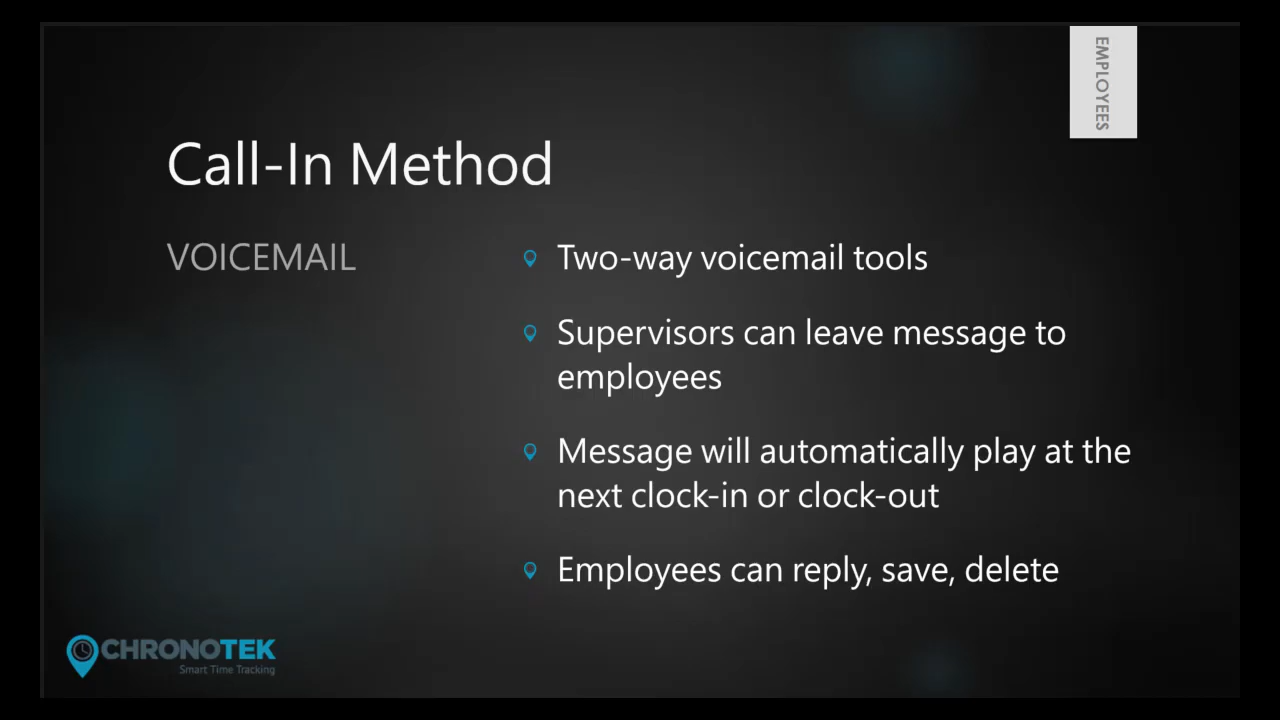 EMPLOYEES
Call-In Method
VOICEMAIL
Two-way voicemail tools
Supervisors can leave message to
employees
Message will automatically play at the
next clock-in or clock-out
Employees can reply, save, delete
CHRONOTEK
Smart Time Tracking